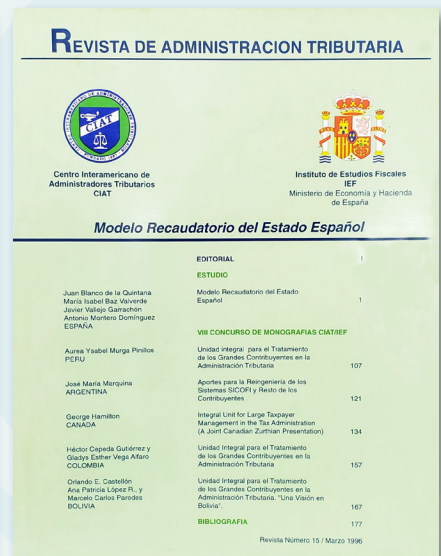 REVISTA DE ADMINISTRACION TRIBUTARIA
CIAT
Centro Interamericano de
Administradores Tributarios
CIAT
Instituto de Estudios Fiscales
IEF
Ministerio de Economía y Hacienda
de España
Modelo Recaudatorio del Estado Español
EDITORIAL I
ESTUDIO
Juan Blanco de la Quintana
María Isabel Baz Valverde
Javier Vallejo Garrachón
Antonio Montero Domínguez
ESPAÑA
Modelo Recaudatorio del Estado
Español 1
VIII CONCURSO DE MONOGRAFIAS CIAT/IEF
Aurea Ysabel Murga Pinillos
PERU
Unidad integral para el Tratamiento
de los Grandes Contribuyentes en la
Administración Tributaria 107
José María Marquina
ARGENTINA
Aportes para la Reingeniería de los
Sistemas SICOFI y Resto de los
Contribuyentes 121
George Hamilton
CANADA
Integral Unit for Large Taxpayer
Management in the Tax Administration
(A Joint Canadian Zurthian Presentation) 134
Héctor Cepeda Gutiérrez y
Gladys Esther Vega Alfaro
COLOMBIA
Unidad Integral para el Tratamiento
de los Grandes Contribuyentes en la
Administración Tributaria 157
Orlando E. Castellón
Ana Patricia López R., y
Marcelo Carlos Paredes
BOLIVIA
Unidad Integral para el Tratamiento
de los Grandes Contribuyentes en la
Administración Tributaria. "Una Visión en
Bolivia". 167
BIBLIOGRAFIA 177
Revista Número 15 / Marzo 1996